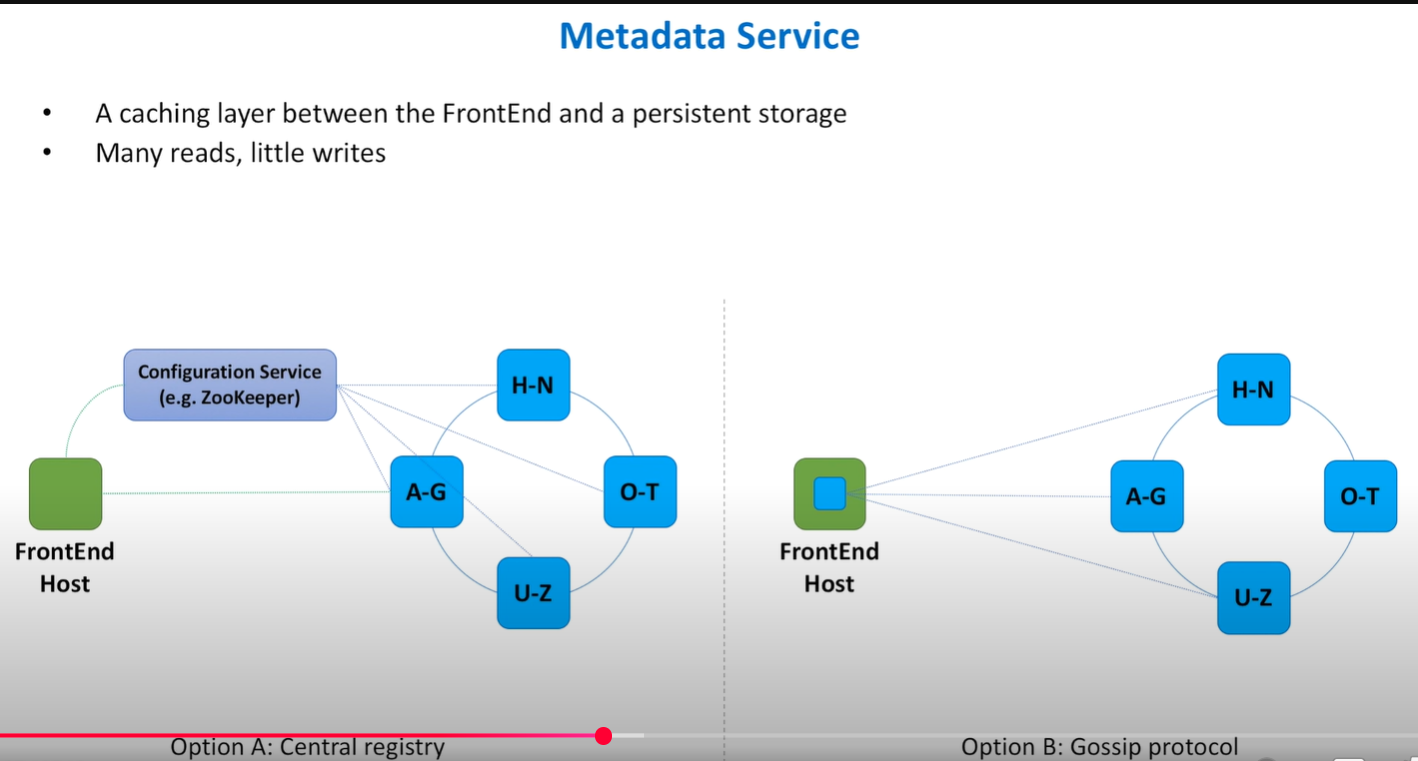 Metadata Service
• A caching layer between the FrontEnd and a persistent storage
• Many reads, little writes
Configuration Service
(e.g. ZooKeeper)
H-N
A-G
O-T
U-Z
FrontEnd
Host
Option A: Central registry
H-N
A-G
O-T
U-Z
FrontEnd
Host
Option B: Gossip protocol